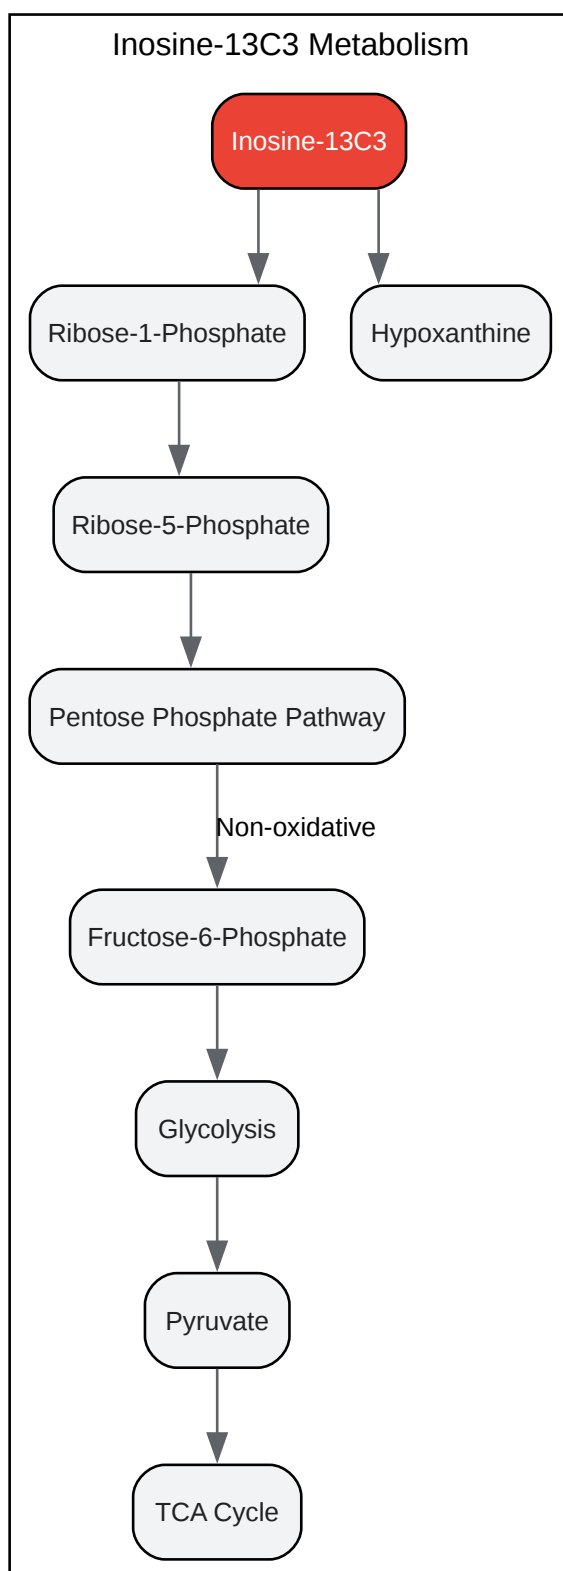 Inosine-13C3 Metabolism
Inosine-13C3
Ribose-1-Phosphate
Hypoxanthine
Ribose-5-Phosphate
Pentose Phosphate Pathway
Non-oxidative
Fructose-6-Phosphate
Glycolysis
Pyruvate
TCA Cycle